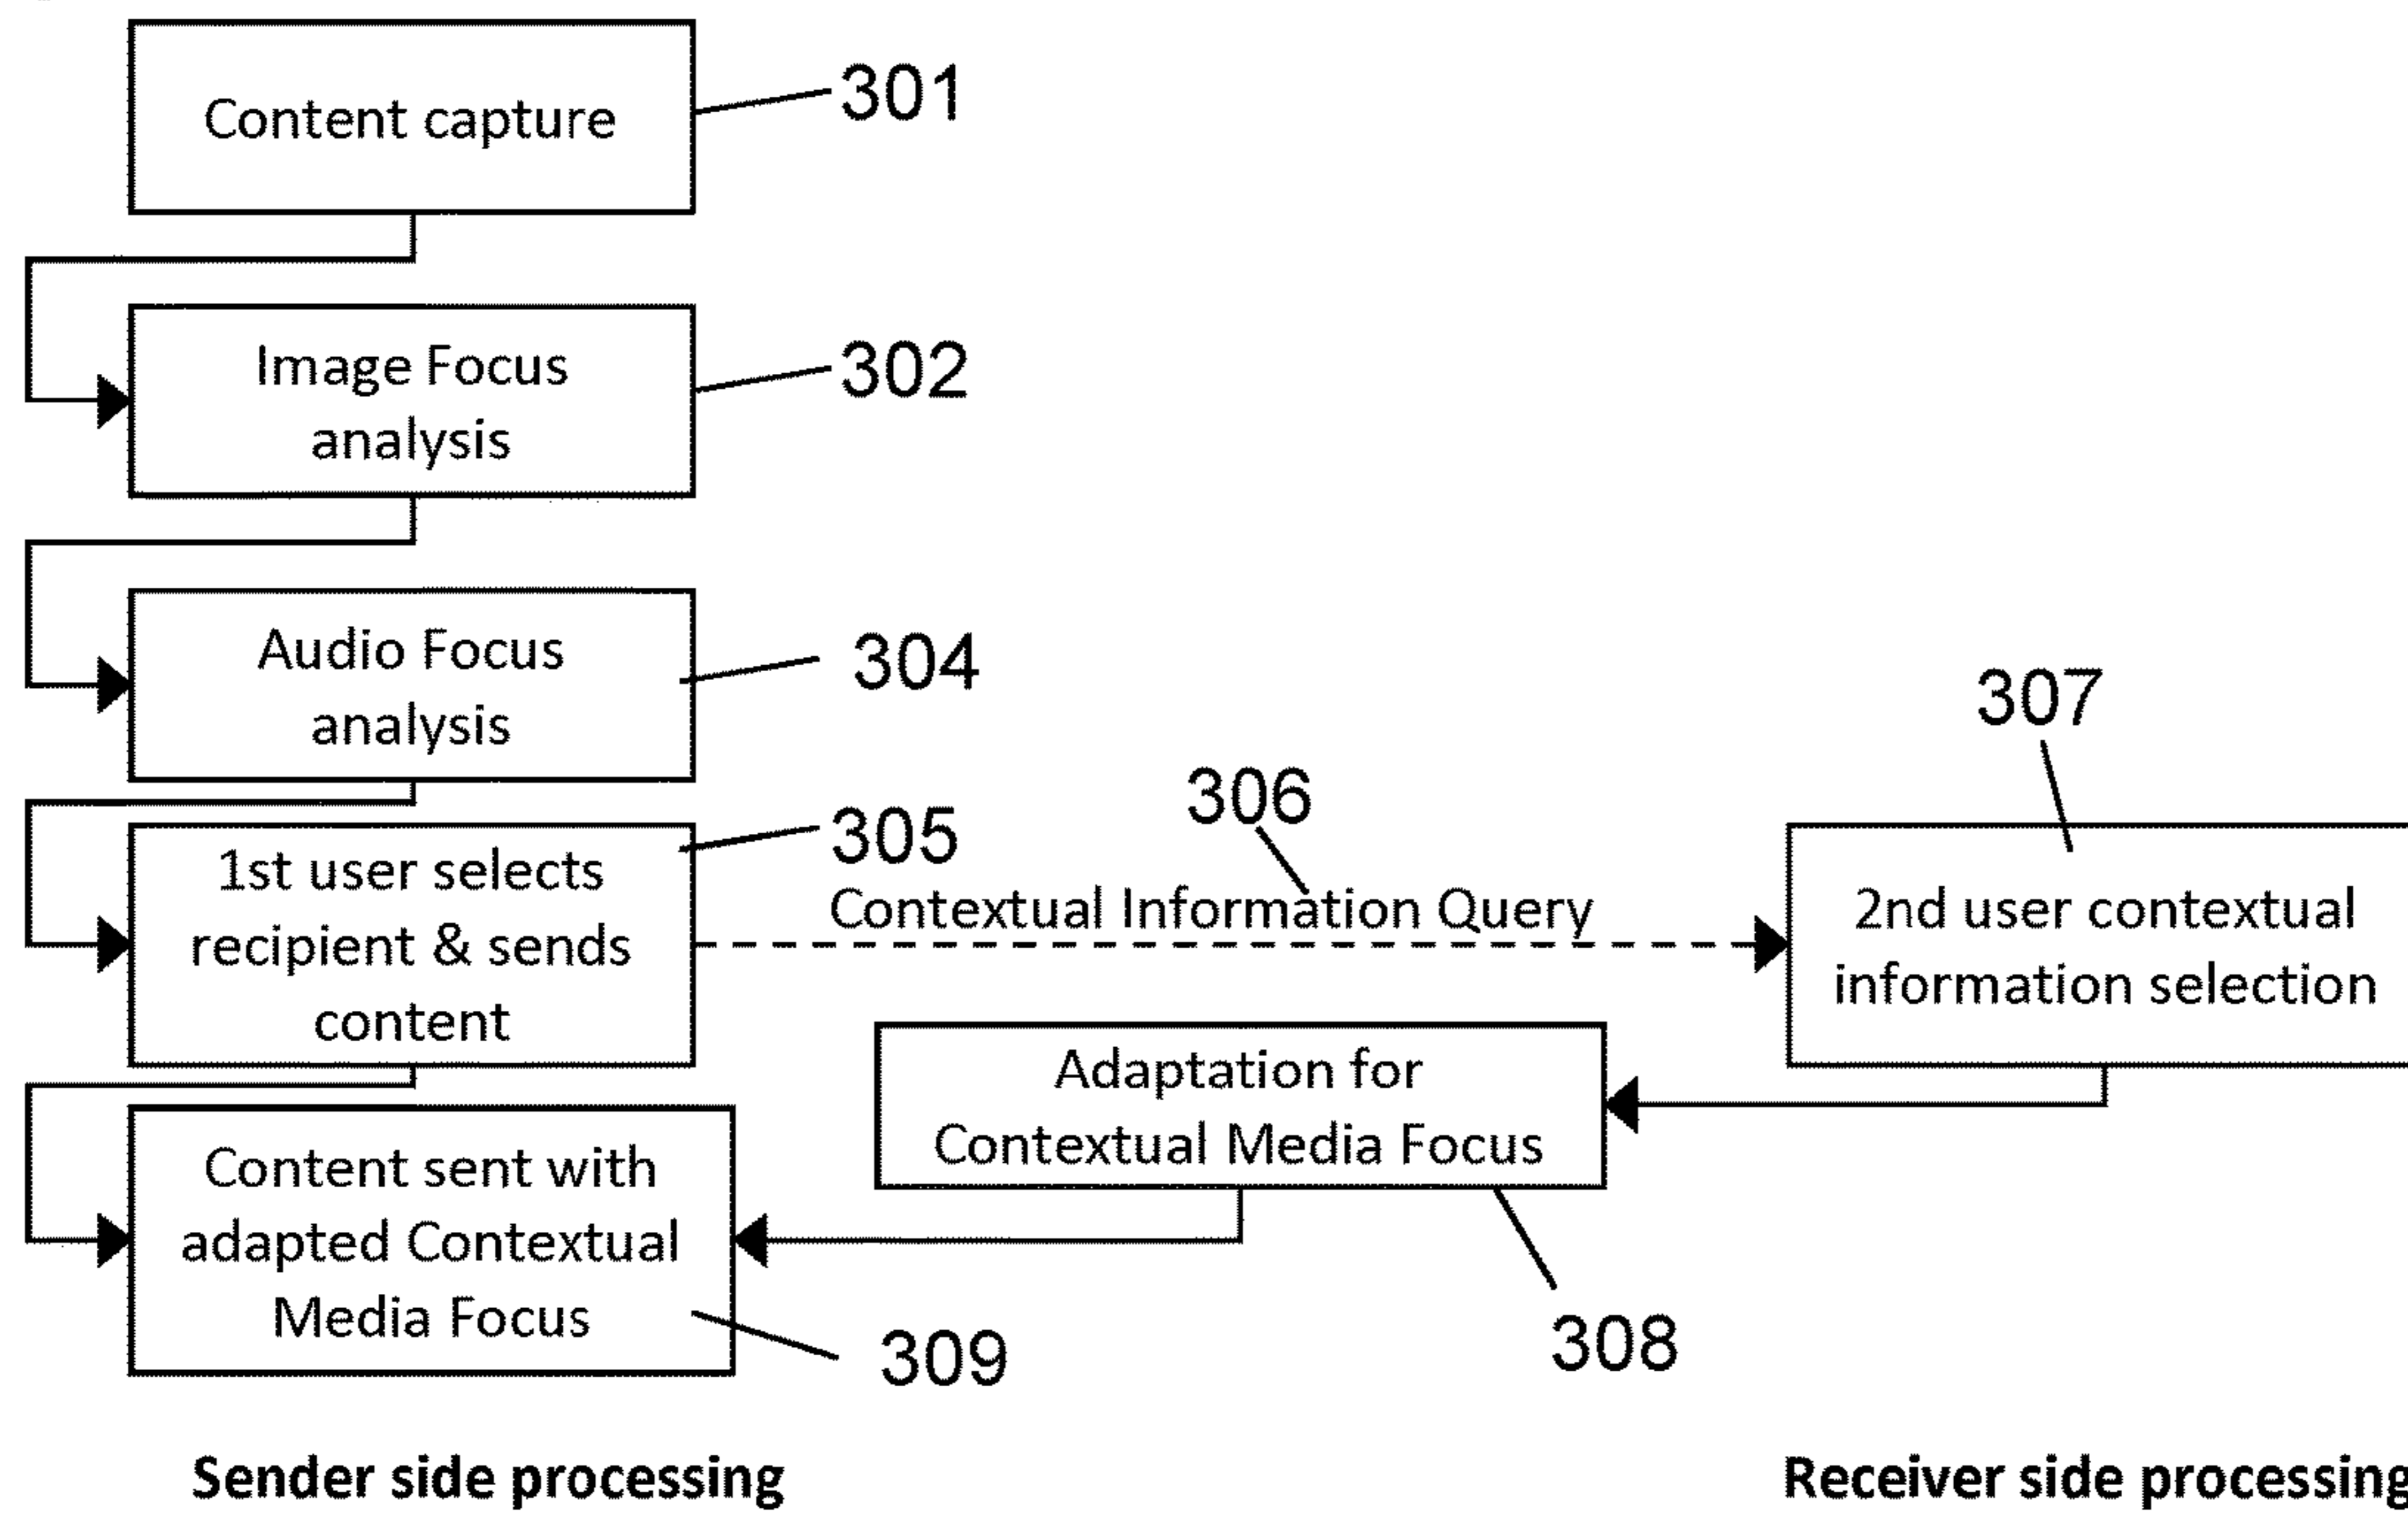 Content capture
301
Image Focus
analysis
302
Audio Focus
analysis
304
1st user selects
recipient & sends
content
305
306
Contextual Information Query
307
2nd user contextual
information selection
Adaptation for
Contextual Media Focus
308
Content sent with
adapted Contextual
Media Focus
309
Sender side processing
Receiver side processing